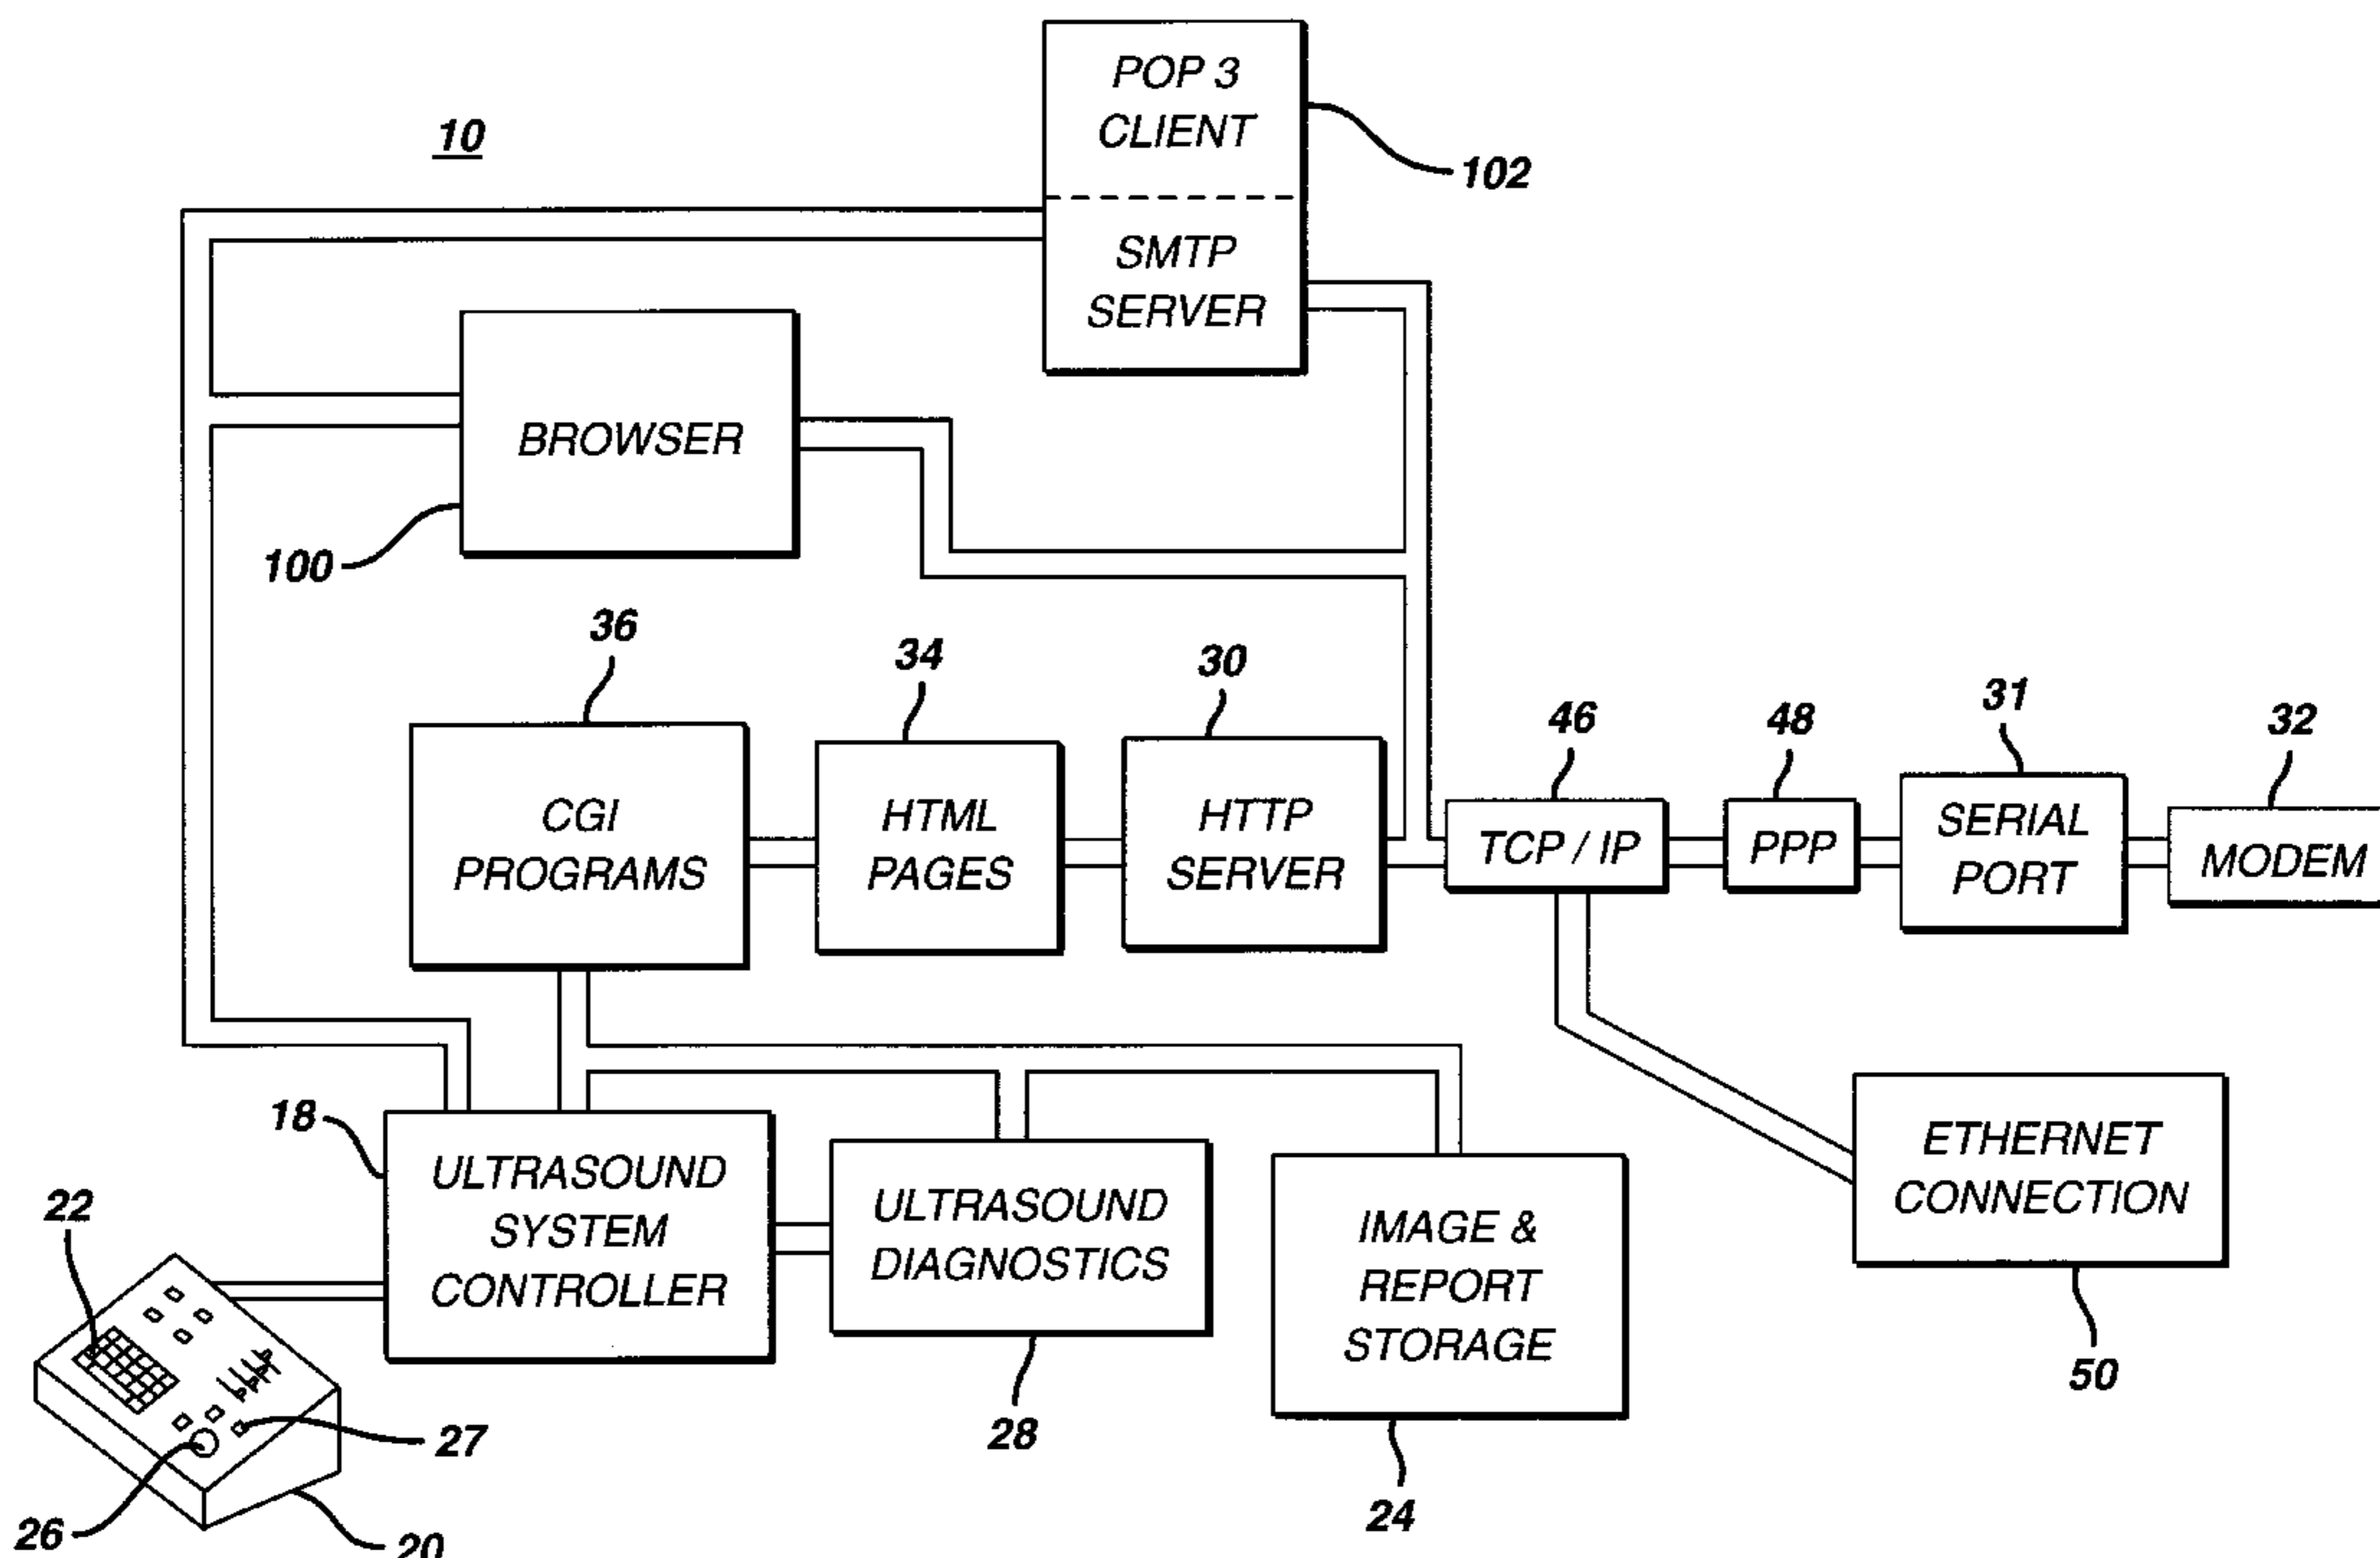 POP 3
CLIENT
10
102
SMTP
SERVER
BROWSER
100
36
34
30
46
48
31
32
CGI
PROGRAMS
HTML
PAGES
HTTP
SERVER
TCP / IP
PPP
SERIAL
PORT
MODEM
18
ULTRASOUND
SYSTEM
CONTROLLER
ULTRASOUND
DIAGNOSTICS
IMAGE &
REPORT
STORAGE
ETHERNET
CONNECTION
22
50
27
28
24
26
20